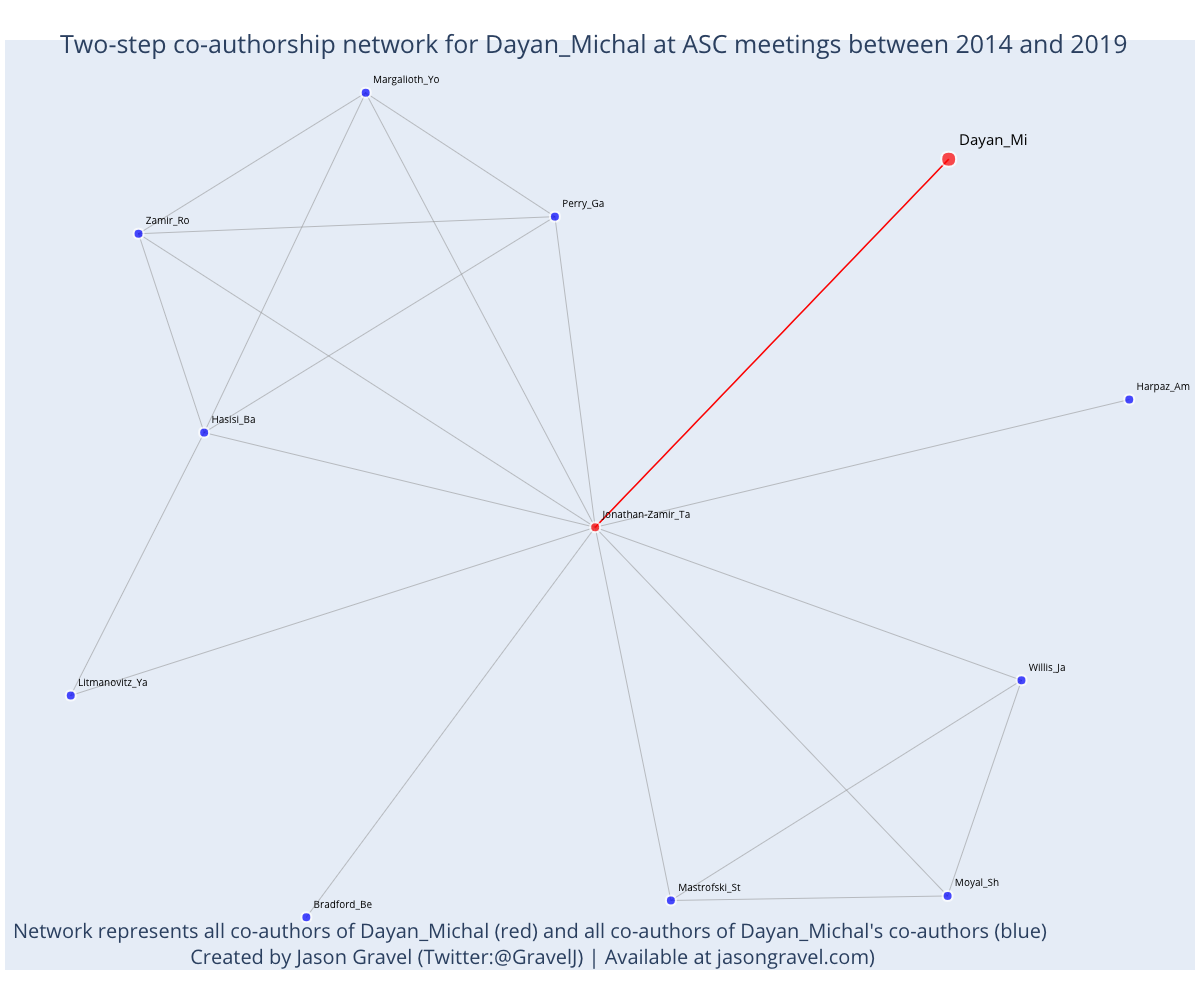 Two-step co-authorship network for Dayan_Michal at ASC meetings between 2014 and 2019
Margalioth_Yo
Dayan_Mi
Perry_Ga
Zamir_Ro
Harpaz_Am
Hasisi_Ba
Jonathan-Zamir_Ta
Willis_Ja
Litmanovitz_Ya
Moyal_Sh
Mastrofski_St
Bradford_Be
Network represents all co-authors of Dayan_Michal (red) and all co-authors of Dayan_Michal's co-authors (blue)
Created by Jason Gravel (Twitter:@GravelJ) | Available at jasongravel.com)